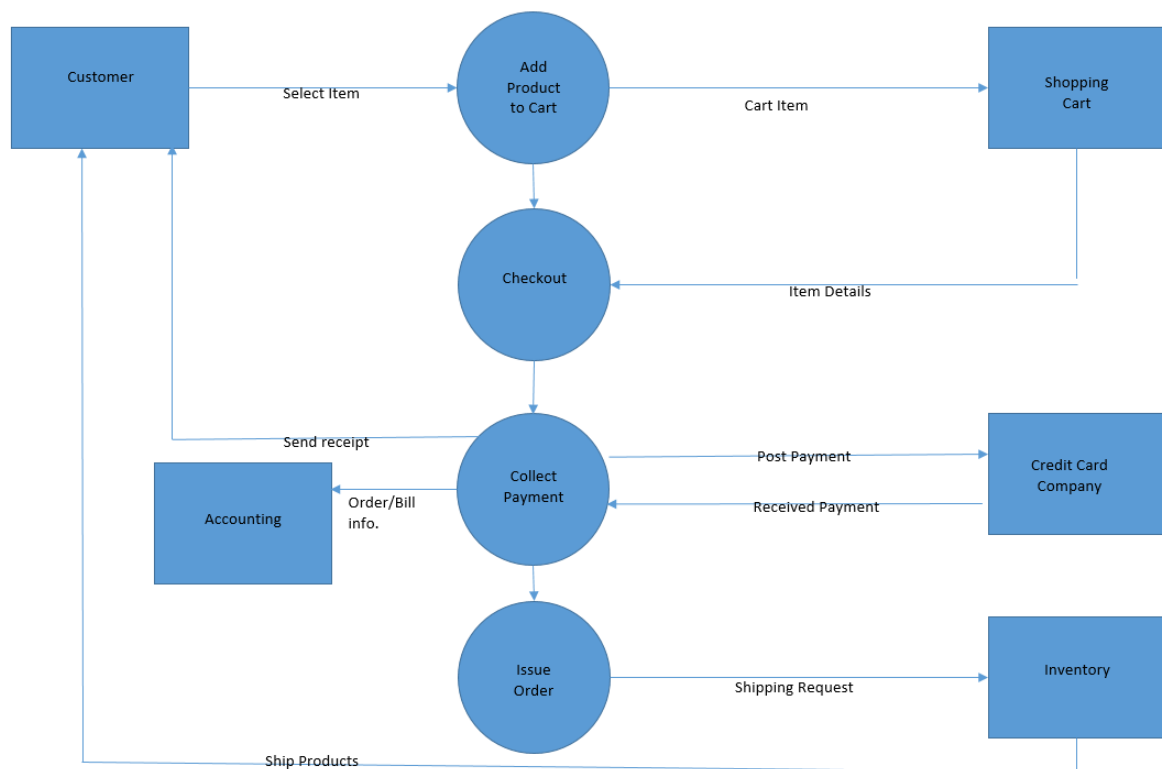 Customer
Select Item
Add
Product
to Cart
Cart Item
Shopping
Cart
Checkout
Item Details
Send receipt
Collect
Payment
Post Payment
Received Payment
Credit Card
Company
Accounting
Order/Bill
info.
Issue
Order
Shipping Request
Inventory
Ship Products